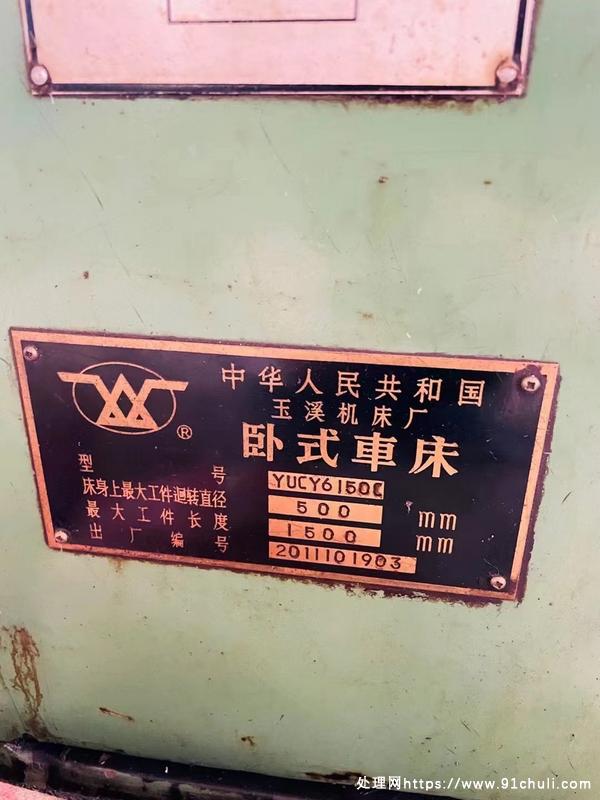 中华人民共和国
玉溪机床厂
卧式車床
®
型号 YUCY6150C
床身上最大工件迴转直径 500 mm
最大工件长度 1500 mm
出厂编号 2011101903
处理网https://www.91chuli.com